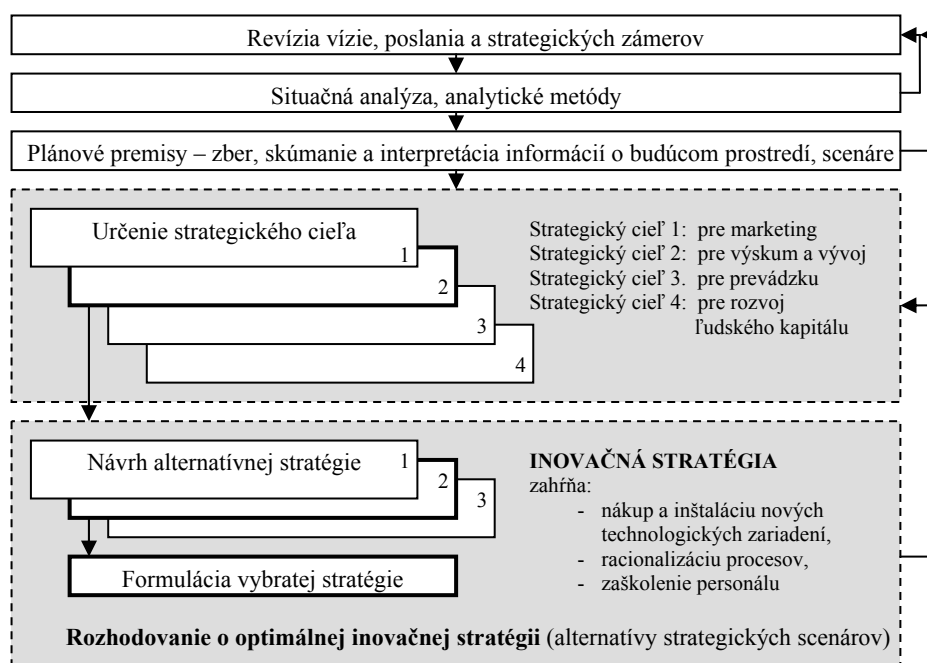 Revízia vízie, poslania a strategických zámerov
Situačná analýza, analytické metódy
Plánové premisy – zber, skúmanie a interpretácia informácií o budúcom prostredí, scenáre
Určenie strategického cieľa
1
2
3
4
Strategický cieľ 1: pre marketing
Strategický cieľ 2: pre výskum a vývoj
Strategický cieľ 3. pre prevádzku
Strategický cieľ 4: pre rozvoj
ľudského kapitálu
Návrh alternatívnej stratégie
1
2
3
Formulácia vybratej stratégie
INOVAČNÁ STRATÉGIA
zahŕňa:
- nákup a inštaláciu nových
technologických zariadení,
- racionalizáciu procesov,
- zaškolenie personálu
Rozhodovanie o optimálnej inovačnej stratégii (alternatívy strategických scenárov)